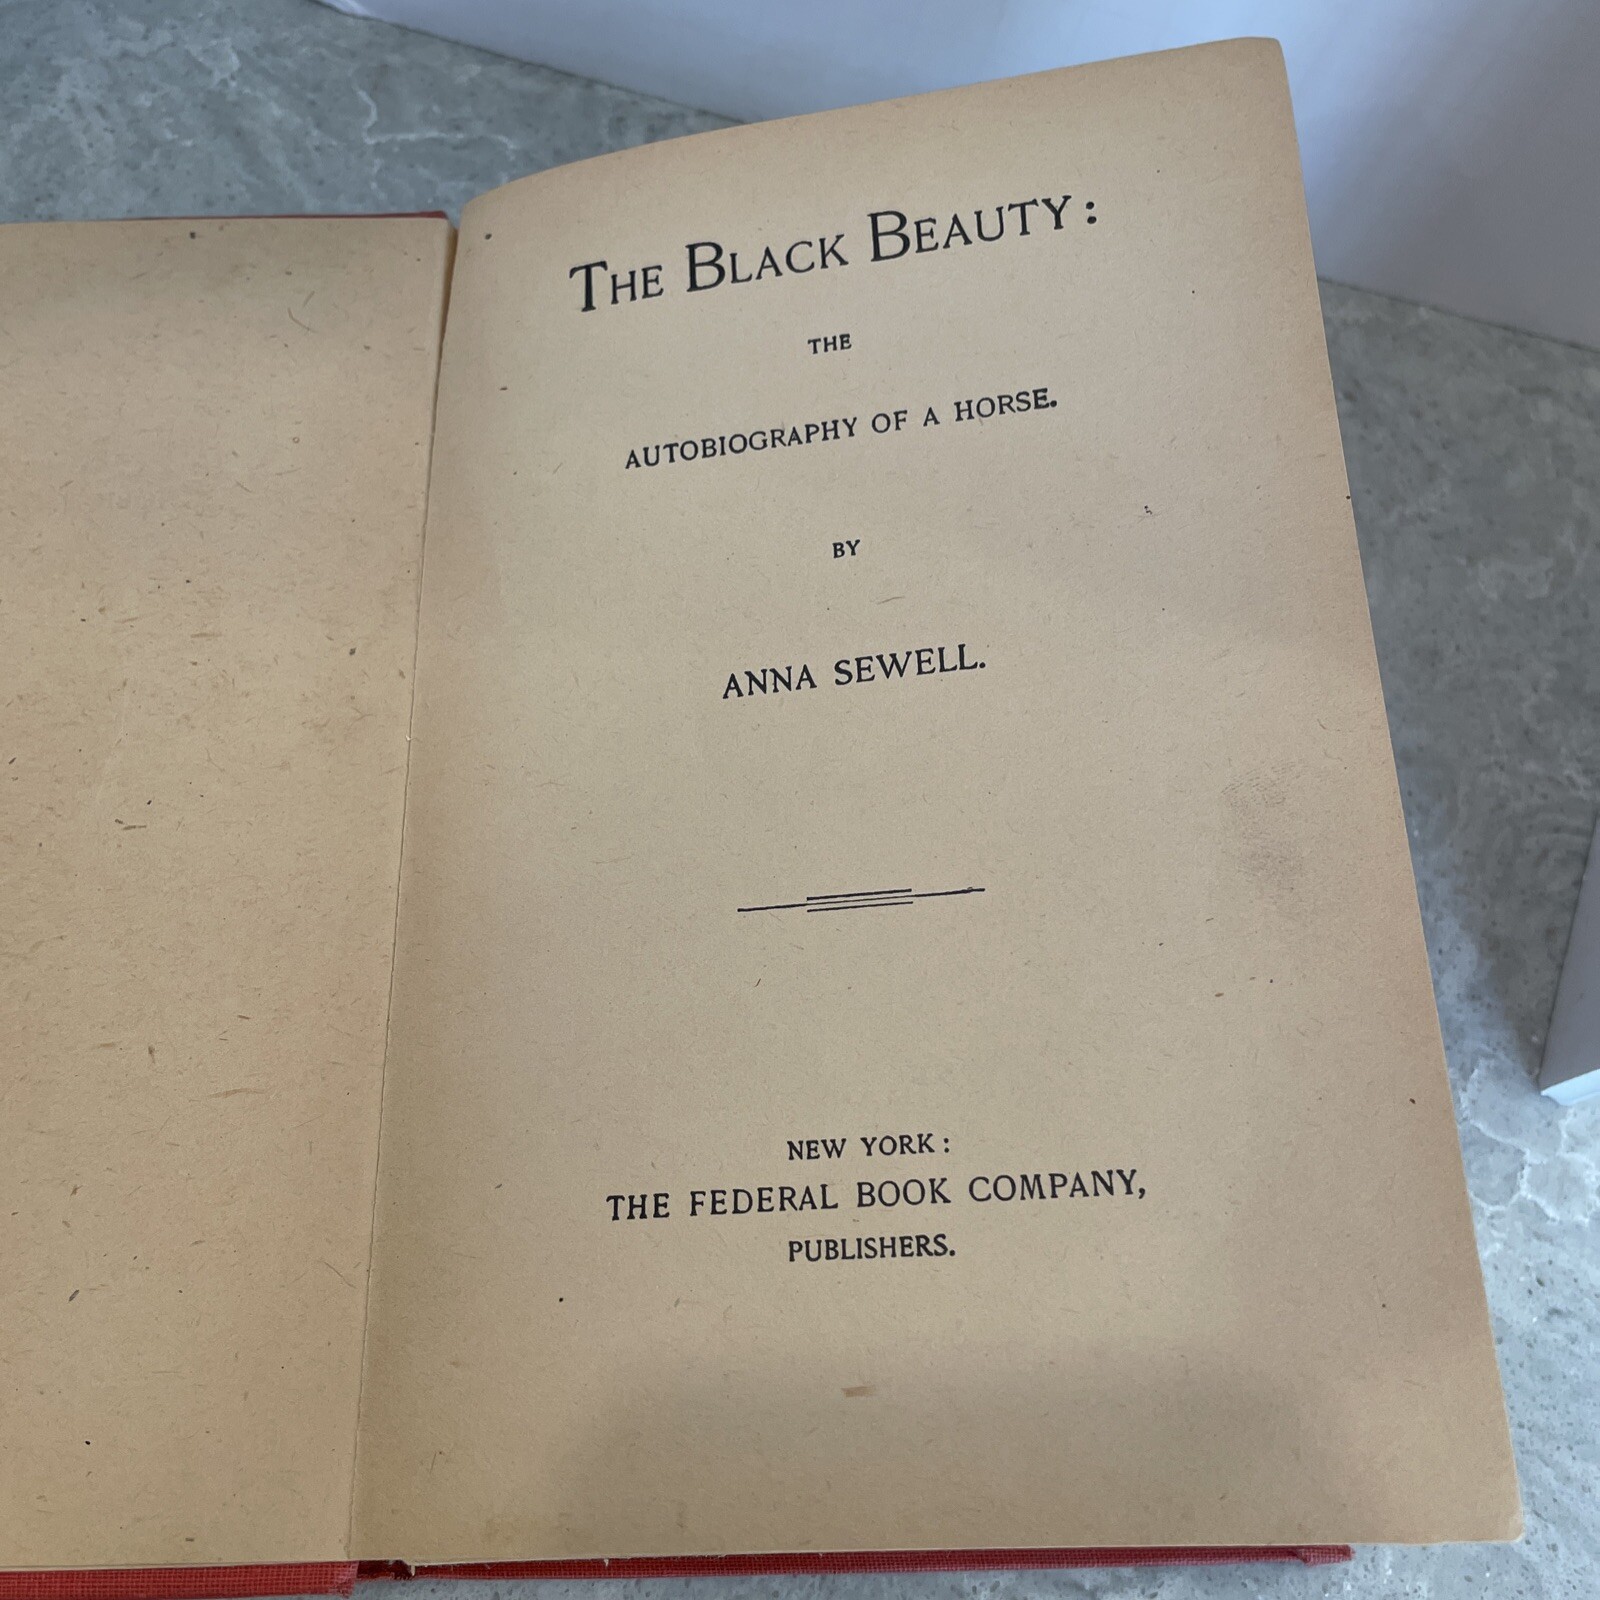 THE BLACK BEAUTY:
THE
AUTOBIOGRAPHY OF A HORSE.
BY
ANNA SEWELL.
NEW YORK:
THE FEDERAL BOOK COMPANY,
PUBLISHERS.